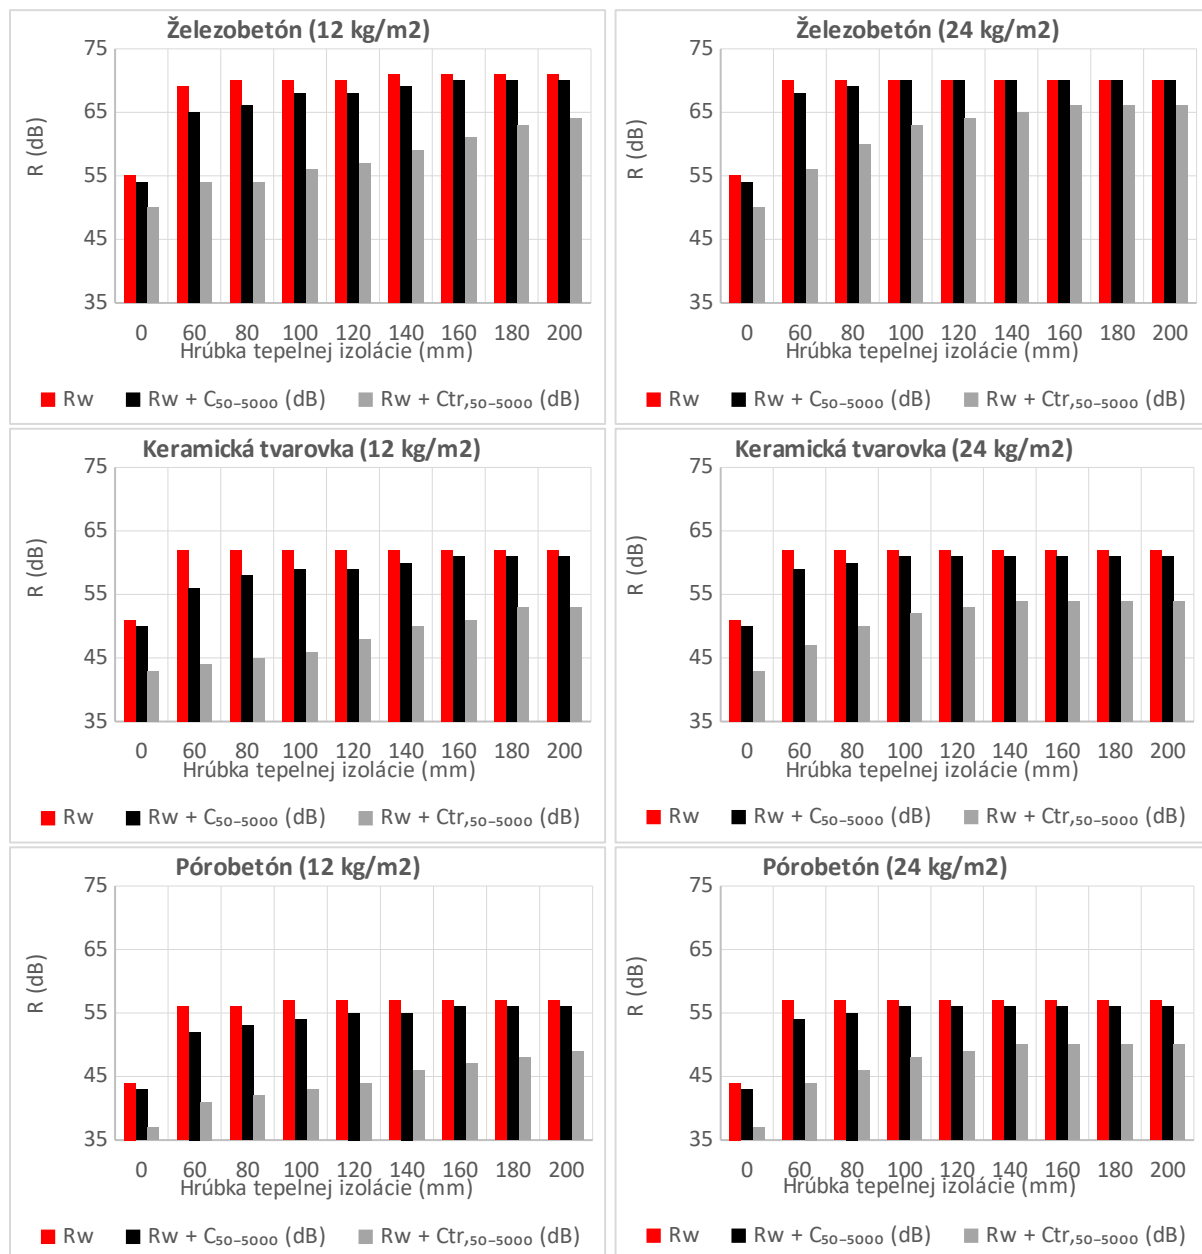 Železobetón (12 kg/m2)
75
65
55
45
35
R (dB)
0 60 80 100 120 140 160 180 200
Hrúbka tepelnej izolácie (mm)
Rw Rw + C₅₀₋₅₀₀₀ (dB) Rw + Ctr,₅₀₋₅₀₀₀ (dB)
Železobetón (24 kg/m2)
75
65
55
45
35
R (dB)
0 60 80 100 120 140 160 180 200
Hrúbka tepelnej izolácie (mm)
Rw Rw + C₅₀₋₅₀₀₀ (dB) Rw + Ctr,₅₀₋₅₀₀₀ (dB)
Keramická tvarovka (12 kg/m2)
75
65
55
45
35
R (dB)
0 60 80 100 120 140 160 180 200
Hrúbka tepelnej izolácie (mm)
Rw Rw + C₅₀₋₅₀₀₀ (dB) Rw + Ctr,₅₀₋₅₀₀₀ (dB)
Keramická tvarovka (24 kg/m2)
75
65
55
45
35
R (dB)
0 60 80 100 120 140 160 180 200
Hrúbka tepelnej izolácie (mm)
Rw Rw + C₅₀₋₅₀₀₀ (dB) Rw + Ctr,₅₀₋₅₀₀₀ (dB)
Pórobetón (12 kg/m2)
75
65
55
45
35
R (dB)
0 60 80 100 120 140 160 180 200
Hrúbka tepelnej izolácie (mm)
Rw Rw + C₅₀₋₅₀₀₀ (dB) Rw + Ctr,₅₀₋₅₀₀₀ (dB)
Pórobetón (24 kg/m2)
75
65
55
45
35
R (dB)
0 60 80 100 120 140 160 180 200
Hrúbka tepelnej izolácie (mm)
Rw Rw + C₅₀₋₅₀₀₀ (dB) Rw + Ctr,₅₀₋₅₀₀₀ (dB)